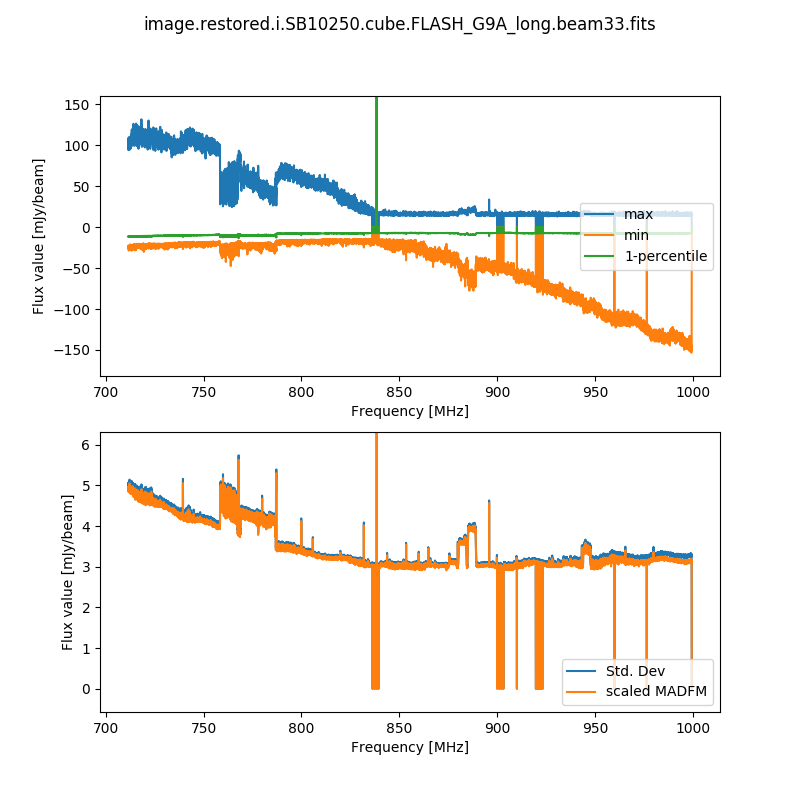 image.restored.i.SB10250.cube.FLASH_G9A_long.beam33.fits
150
100
50
0
−50
−100
−150
Flux value [mJy/beam]
max
min
1-percentile
700 750 800 850 900 950 1000
Frequency [MHz]
6
5
4
3
2
1
0
Flux value [mJy/beam]
Std. Dev
scaled MADFM
700 750 800 850 900 950 1000
Frequency [MHz]